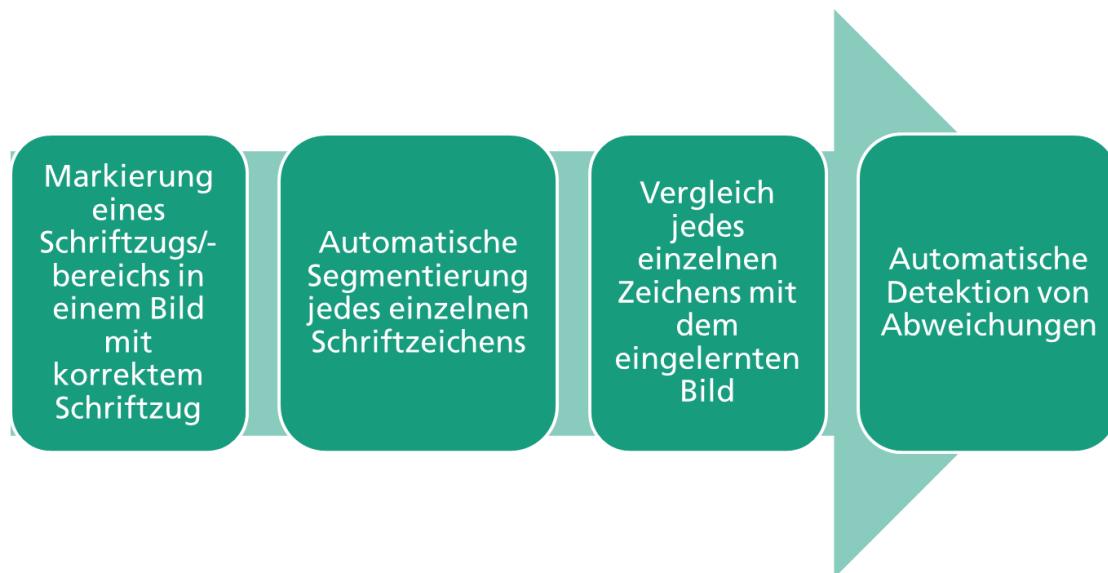 Markierung
eines
Schriftzugs/-
bereichs in
einem Bild
mit
korrektem
Schriftzug
Automatische
Segmentierung
jedes einzelnen
Schriftzeichens
Vergleich
jedes
einzelnen
Zeichens mit
dem
eingelernten
Bild
Automatische
Detektion von
Abweichungen